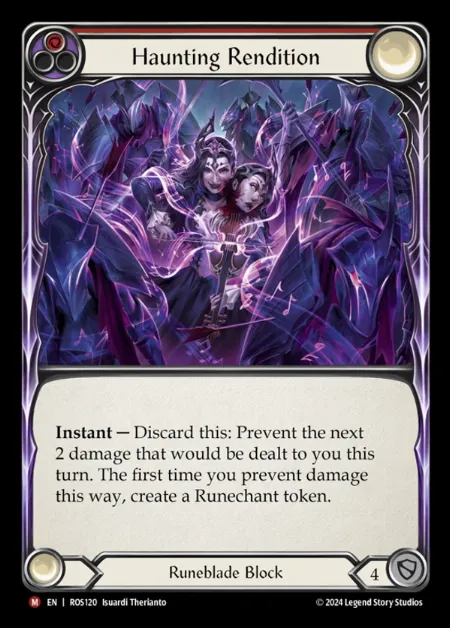 Haunting Rendition
Instant — Discard this: Prevent the next
2 damage that would be dealt to you this
turn. The first time you prevent damage
this way, create a Runechant token.
Runeblade Block
4
M EN | ROS120 Isuardi Therianto
© 2024 Legend Story Studios